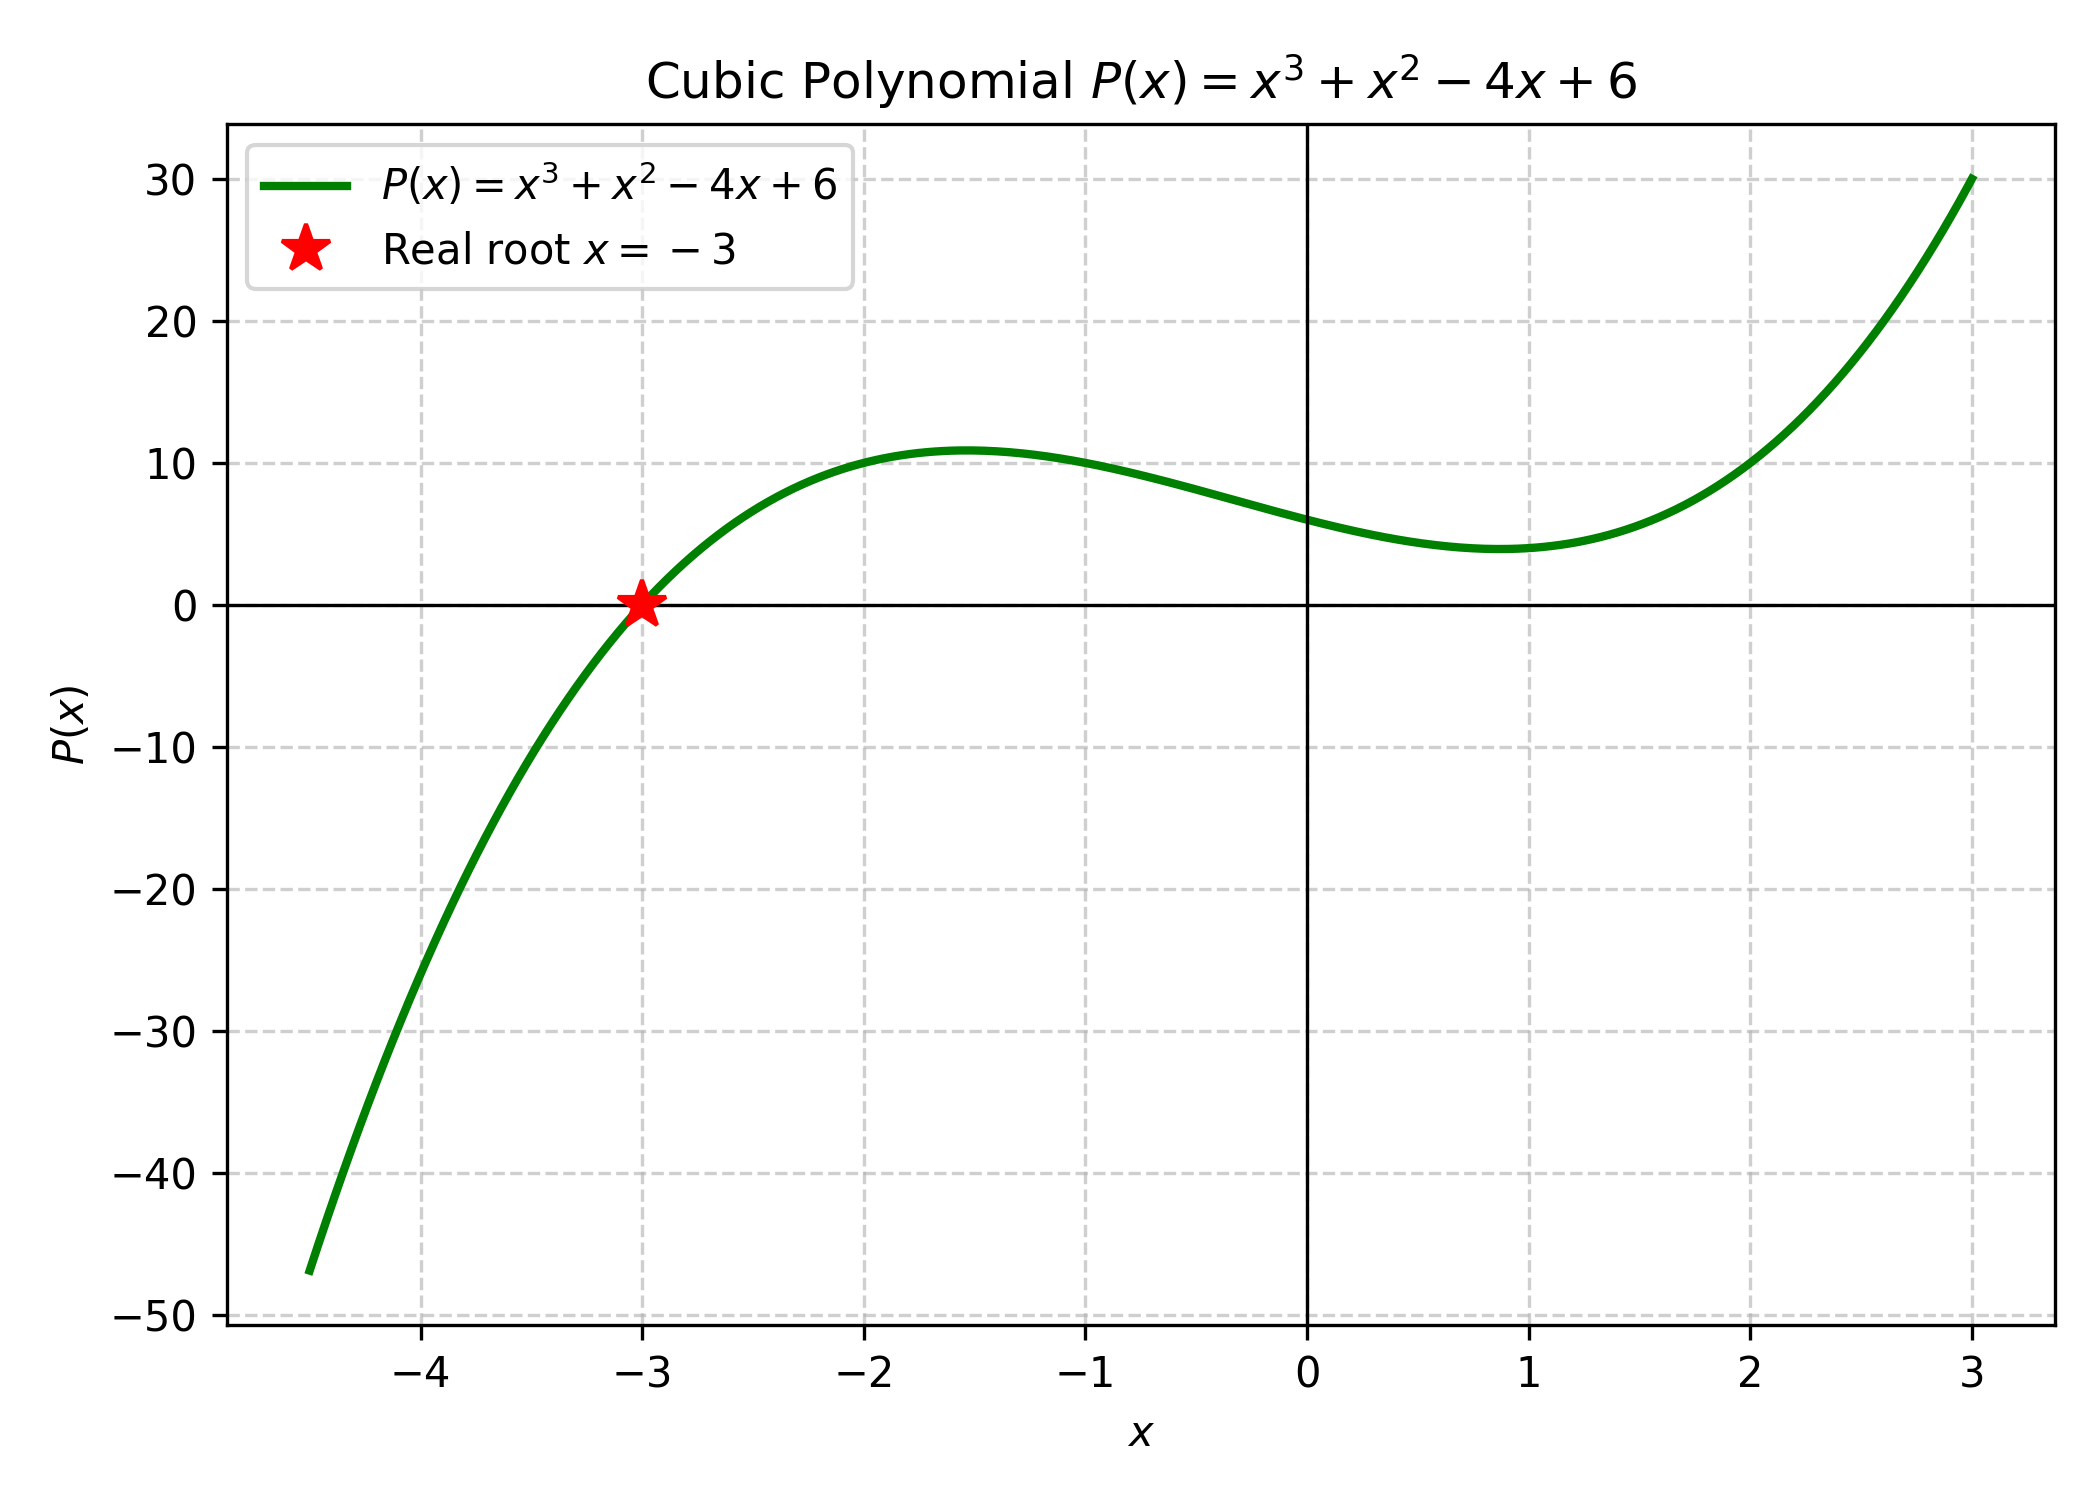 Cubic Polynomial P(x) = x³ + x² − 4x + 6
P(x) = x³ + x² − 4x + 6
Real root x = −3
30
20
10
0
−10
−20
−30
−40
−50
P(x)
−4 −3 −2 −1 0 1 2 3
x